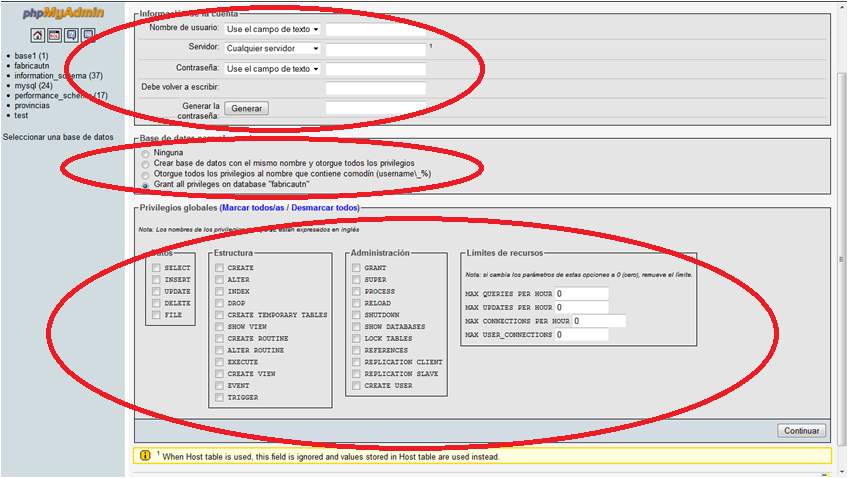 phpMyAdmin
base1 (1)
fabricautn
information_schema (37)
mysql (24)
performance_schema (17)
provincias
test
Seleccionar una base de datos
Información de la cuenta
Nombre de usuario: Use el campo de texto
Servidor: Cualquier servidor 1
Contraseña: Use el campo de texto
Debe volver a escribir:
Generar la contraseña: Generar
Base de datos para el
Ninguna
Crear base de datos con el mismo nombre y otorgue todos los privilegios
Otorgue todos los privilegios al nombre que contiene comodín (username\_%)
Grant all privileges on database "fabricautn"
Privilegios globales (Marcar todos/as / Desmarcar todos)
Nota: Los nombres de los privilegios de MySQL están expresados en inglés
Datos
SELECT
INSERT
UPDATE
DELETE
FILE
Estructura
CREATE
ALTER
INDEX
DROP
CREATE TEMPORARY TABLES
SHOW VIEW
CREATE ROUTINE
ALTER ROUTINE
EXECUTE
CREATE VIEW
EVENT
TRIGGER
Administración
GRANT
SUPER
PROCESS
RELOAD
SHUTDOWN
SHOW DATABASES
LOCK TABLES
REFERENCES
REPLICATION CLIENT
REPLICATION SLAVE
CREATE USER
Límites de recursos
Nota: si cambia los parámetros de estas opciones a 0 (cero), remueve el límite.
MAX QUERIES PER HOUR 0
MAX UPDATES PER HOUR 0
MAX CONNECTIONS PER HOUR 0
MAX USER_CONNECTIONS 0
Continuar
1 When Host table is used, this field is ignored and values stored in Host table are used instead.